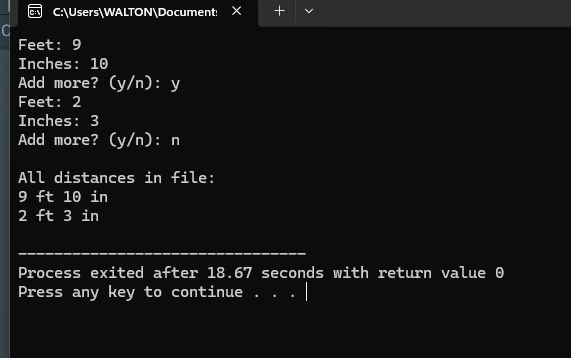 C:\Users\WALTON\Documents
Feet: 9
Inches: 10
Add more? (y/n): y
Feet: 2
Inches: 3
Add more? (y/n): n
All distances in file:
9 ft 10 in
2 ft 3 in
--------------------------------
Process exited after 18.67 seconds with return value 0
Press any key to continue . . .